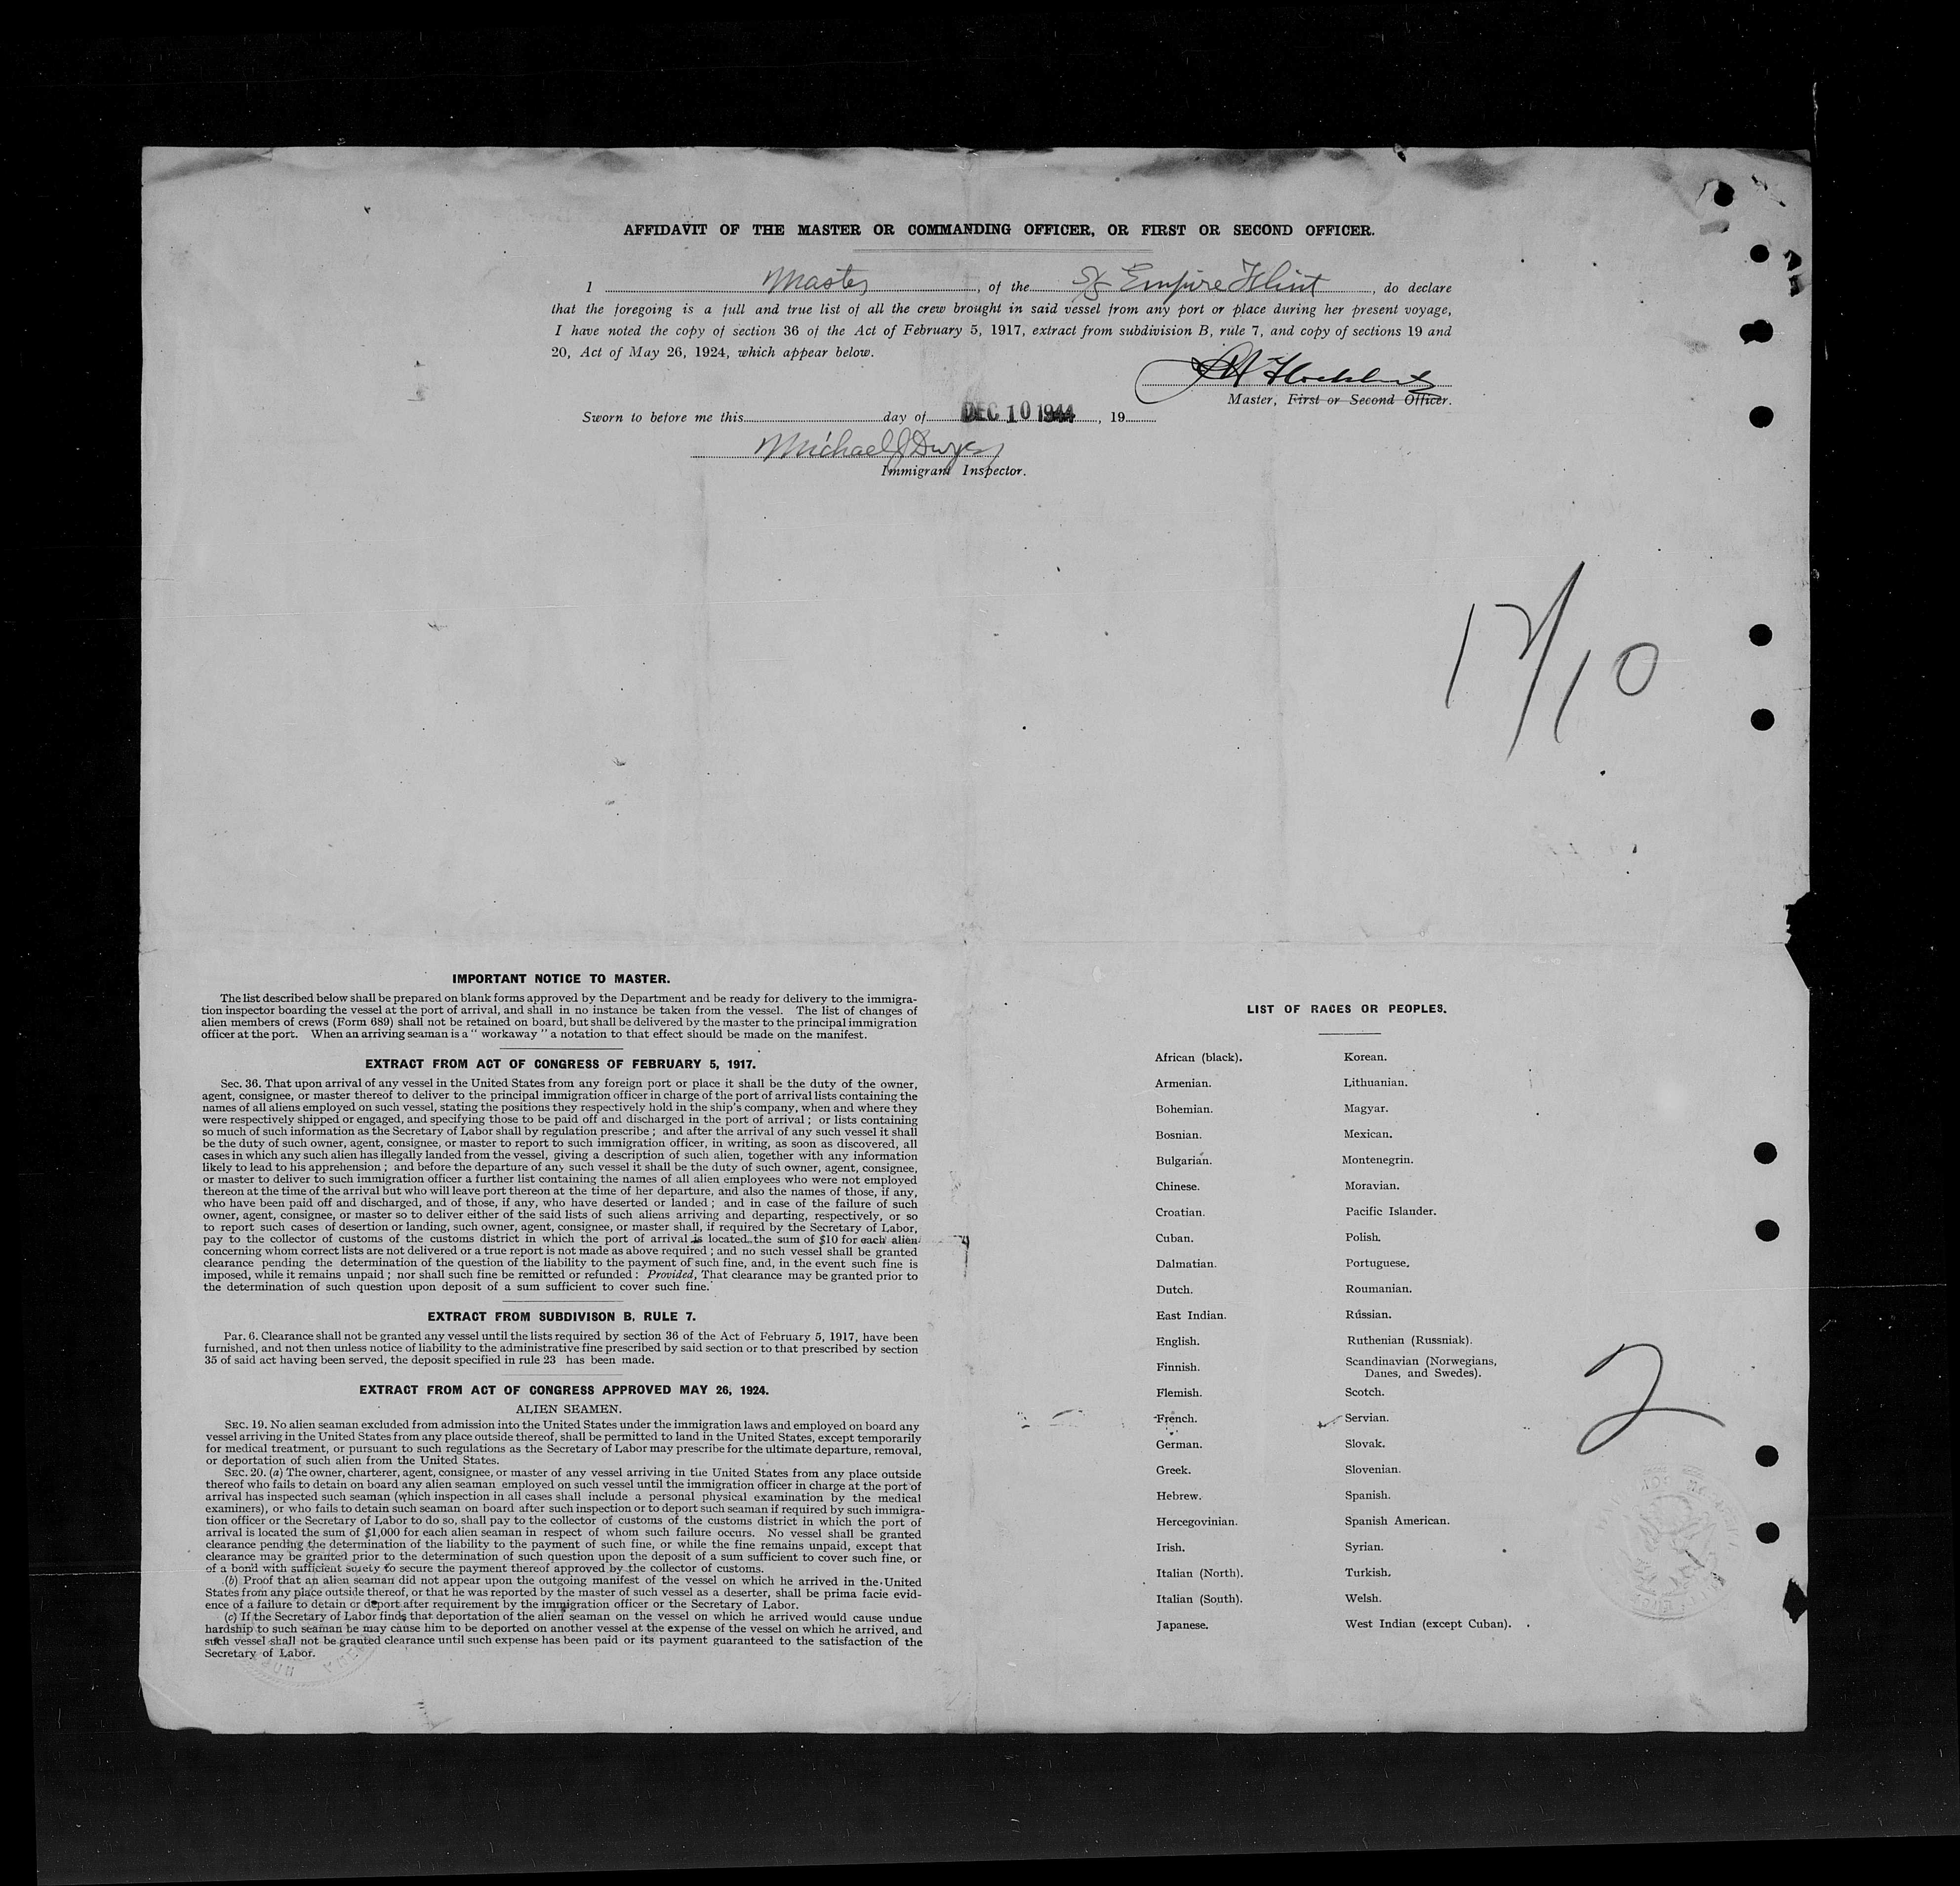 AFFIDAVIT OF THE MASTER OR COMMANDING OFFICER, OR FIRST OR SECOND OFFICER.
I Master, of the S/S Empire Flint, do declare
that the foregoing is a full and true list of all the crew brought in said vessel from any port or place during her present voyage,
I have noted the copy of section 36 of the Act of February 5, 1917, extract from subdivision B, rule 7, and copy of sections 19 and
20, Act of May 26, 1924, which appear below.
Master, First or Second Officer.
Sworn to before me this day of DEC 10 1944, 19
Michael J Dwyer
Immigrant Inspector.
12/10
IMPORTANT NOTICE TO MASTER.
The list described below shall be prepared on blank forms approved by the Department and be ready for delivery to the immigra-
tion inspector boarding the vessel at the port of arrival, and shall in no instance be taken from the vessel. The list of changes of
alien members of crews (Form 689) shall not be retained on board, but shall be delivered by the master to the principal immigration
officer at the port. When an arriving seaman is a " workaway " a notation to that effect should be made on the manifest.
EXTRACT FROM ACT OF CONGRESS OF FEBRUARY 5, 1917.
Sec. 36. That upon arrival of any vessel in the United States from any foreign port or place it shall be the duty of the owner,
agent, consignee, or master thereof to deliver to the principal immigration officer in charge of the port of arrival lists containing the
names of all aliens employed on such vessel, stating the positions they respectively hold in the ship's company, when and where they
were respectively shipped or engaged, and specifying those to be paid off and discharged in the port of arrival ; or lists containing
so much of such information as the Secretary of Labor shall by regulation prescribe ; and after the arrival of any such vessel it shall
be the duty of such owner, agent, consignee, or master to report to such immigration officer, in writing, as soon as discovered, all
cases in which any such alien has illegally landed from the vessel, giving a description of such alien, together with any information
likely to lead to his apprehension ; and before the departure of any such vessel it shall be the duty of such owner, agent, consignee,
or master to deliver to such immigration officer a further list containing the names of all alien employees who were not employed
thereon at the time of the arrival but who will leave port thereon at the time of her departure, and also the names of those, if any,
who have been paid off and discharged, and of those, if any, who have deserted or landed ; and in case of the failure of such
owner, agent, consignee, or master so to deliver either of the said lists of such aliens arriving and departing, respectively, or so
to report such cases of desertion or landing, such owner, agent, consignee, or master shall, if required by the Secretary of Labor,
pay to the collector of customs of the customs district in which the port of arrival is located the sum of $10 for each alien
concerning whom correct lists are not delivered or a true report is not made as above required ; and no such vessel shall be granted
clearance pending the determination of the question of the liability to the payment of such fine, and, in the event such fine is
imposed, while it remains unpaid ; nor shall such fine be remitted or refunded : Provided, That clearance may be granted prior to
the determination of such question upon deposit of a sum sufficient to cover such fine.
EXTRACT FROM SUBDIVISON B, RULE 7.
Par. 6. Clearance shall not be granted any vessel until the lists required by section 36 of the Act of February 5, 1917, have been
furnished, and not then unless notice of liability to the administrative fine prescribed by said section or to that prescribed by section
35 of said act having been served, the deposit specified in rule 23 has been made.
EXTRACT FROM ACT OF CONGRESS APPROVED MAY 26, 1924.
ALIEN SEAMEN.
SEC. 19. No alien seaman excluded from admission into the United States under the immigration laws and employed on board any
vessel arriving in the United States from any place outside thereof, shall be permitted to land in the United States, except temporarily
for medical treatment, or pursuant to such regulations as the Secretary of Labor may prescribe for the ultimate departure, removal,
or deportation of such alien from the United States.
SEC. 20. (a) The owner, charterer, agent, consignee, or master of any vessel arriving in the United States from any place outside
thereof who fails to detain on board any alien seaman employed on such vessel until the immigration officer in charge at the port of
arrival has inspected such seaman (which inspection in all cases shall include a personal physical examination by the medical
examiners), or who fails to detain such seaman on board after such inspection or to deport such seaman if required by such immigra-
tion officer or the Secretary of Labor to do so, shall pay to the collector of customs of the customs district in which the port of
arrival is located the sum of $1,000 for each alien seaman in respect of whom such failure occurs. No vessel shall be granted
clearance pending the determination of the liability to the payment of such fine, or while the fine remains unpaid, except that
clearance may be granted prior to the determination of such question upon the deposit of a sum sufficient to cover such fine, or
of a bond with sufficient surety to secure the payment thereof approved by the collector of customs.
(b) Proof that an alien seaman did not appear upon the outgoing manifest of the vessel on which he arrived in the United
States from any place outside thereof, or that he was reported by the master of such vessel as a deserter, shall be prima facie evid-
ence of a failure to detain or deport after requirement by the immigration officer or the Secretary of Labor.
(c) If the Secretary of Labor finds that deportation of the alien seaman on the vessel on which he arrived would cause undue
hardship to such seaman he may cause him to be deported on another vessel at the expense of the vessel on which he arrived, and
such vessel shall not be granted clearance until such expense has been paid or its payment guaranteed to the satisfaction of the
Secretary of Labor.
LIST OF RACES OR PEOPLES.
African (black). Korean.
Armenian. Lithuanian.
Bohemian. Magyar.
Bosnian. Mexican.
Bulgarian. Montenegrin.
Chinese. Moravian.
Croatian. Pacific Islander.
Cuban. Polish.
Dalmatian. Portuguese.
Dutch. Roumanian.
East Indian. Russian.
English. Ruthenian (Russniak).
Finnish. Scandinavian (Norwegians,
Danes, and Swedes).
Flemish. Scotch.
French. Servian.
German. Slovak.
Greek. Slovenian.
Hebrew. Spanish.
Hercegovinian. Spanish American.
Irish. Syrian.
Italian (North). Turkish.
Italian (South). Welsh.
Japanese. West Indian (except Cuban).
2